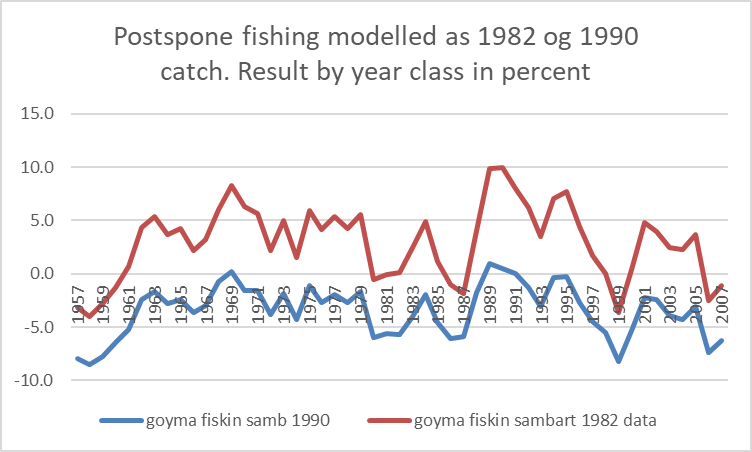 Postspone fishing modelled as 1982 og 1990
catch. Result by year class in percent
15.0
10.0
5.0
0.0
-5.0
-10.0
1957 1959 1961 1963 1965 1967 1969 1971 1973 1975 1977 1979 1981 1983 1985 1987 1989 1991 1993 1995 1997 1999 2001 2003 2005 2007
goyma fiskin samb 1990 goyma fiskin sambart 1982 data